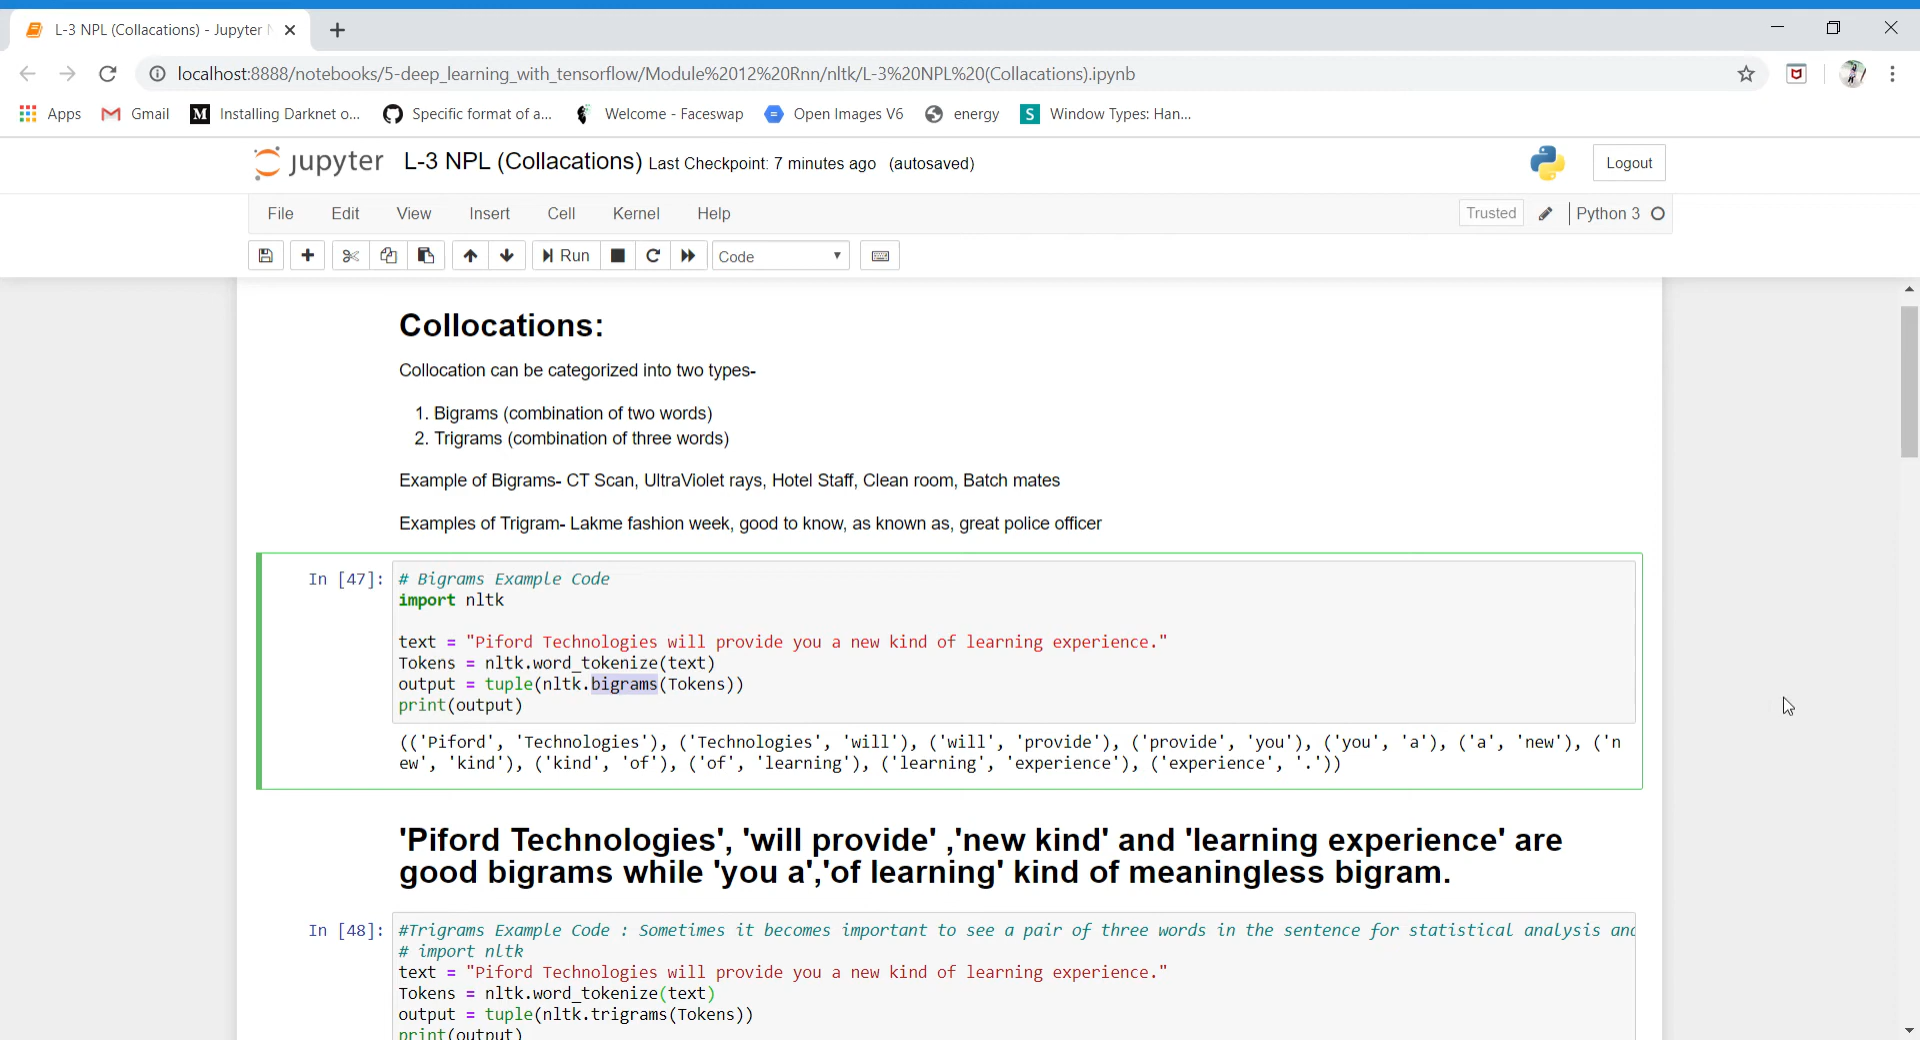 L-3 NPL (Collacations) - Jupyter
localhost:8888/notebooks/5-deep_learning_with_tensorflow/Module%2012%20Rnn/nltk/L-3%20NPL%20(Collacations).ipynb
Apps Gmail Installing Darknet o... Specific format of a... Welcome - Faceswap Open Images V6 energy Window Types: Han...
jupyter L-3 NPL (Collacations) Last Checkpoint: 7 minutes ago (autosaved) Logout
File Edit View Insert Cell Kernel Help Trusted Python 3
Run Code
Collocations:
Collocation can be categorized into two types-
1. Bigrams (combination of two words)
2. Trigrams (combination of three words)
Example of Bigrams- CT Scan, UltraViolet rays, Hotel Staff, Clean room, Batch mates
Examples of Trigram- Lakme fashion week, good to know, as known as, great police officer
In [47]: # Bigrams Example Code
import nltk
text = "Piford Technologies will provide you a new kind of learning experience."
Tokens = nltk.word_tokenize(text)
output = tuple(nltk.bigrams(Tokens))
print(output)
(('Piford', 'Technologies'), ('Technologies', 'will'), ('will', 'provide'), ('provide', 'you'), ('you', 'a'), ('a', 'new'), ('n
ew', 'kind'), ('kind', 'of'), ('of', 'learning'), ('learning', 'experience'), ('experience', '.'))
'Piford Technologies', 'will provide' ,'new kind' and 'learning experience' are
good bigrams while 'you a','of learning' kind of meaningless bigram.
In [48]: #Trigrams Example Code : Sometimes it becomes important to see a pair of three words in the sentence for statistical analysis and
# import nltk
text = "Piford Technologies will provide you a new kind of learning experience."
Tokens = nltk.word_tokenize(text)
output = tuple(nltk.trigrams(Tokens))
print(output)